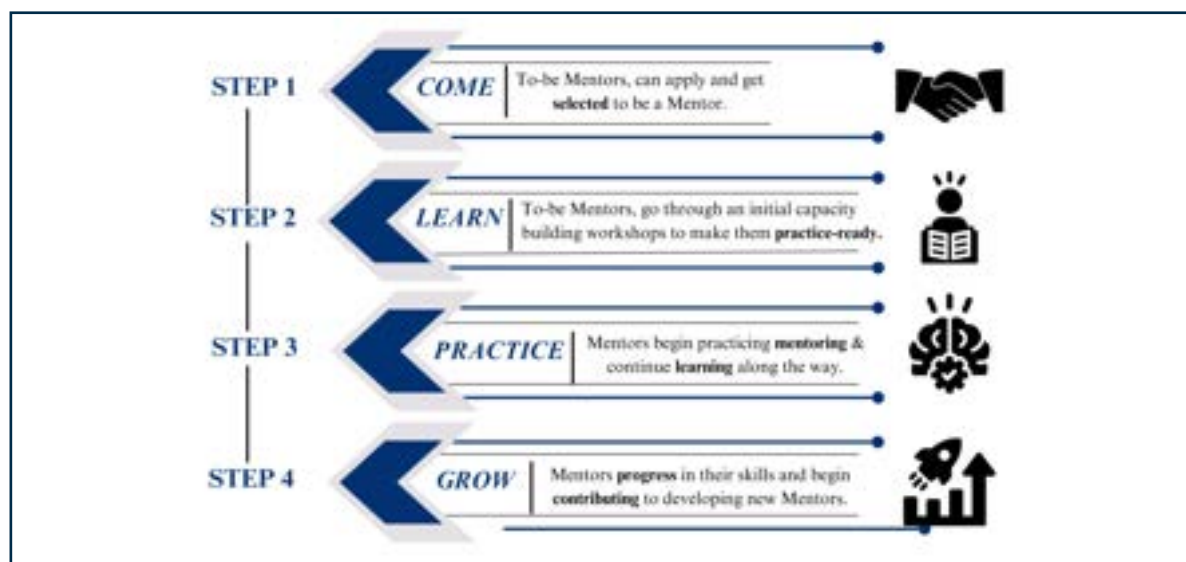 STEP 1
COME
To-be Mentors, can apply and get
selected to be a Mentor.
STEP 2
LEARN
To-be Mentors, go through an initial capacity
building workshops to make them practice-ready.
STEP 3
PRACTICE
Mentors begin practicing mentoring &
continue learning along the way.
STEP 4
GROW
Mentors progress in their skills and begin
contributing to developing new Mentors.